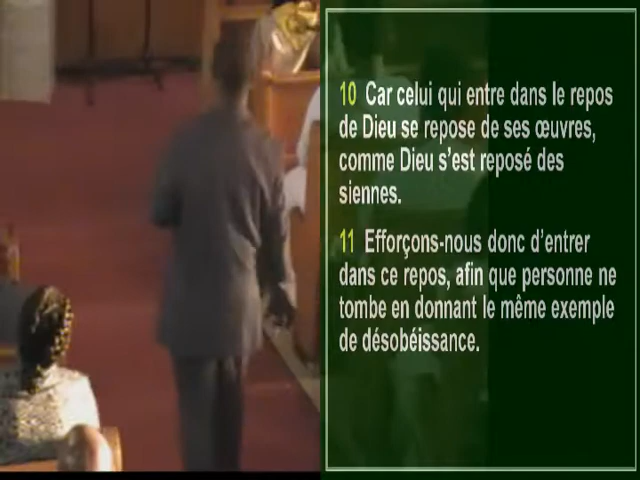 10 Car celui qui entre dans le repos
de Dieu se repose de ses œuvres,
comme Dieu s'est reposé des
siennes.
11 Efforçons-nous donc d'entrer
dans ce repos, afin que personne ne
tombe en donnant le même exemple
de désobéissance.